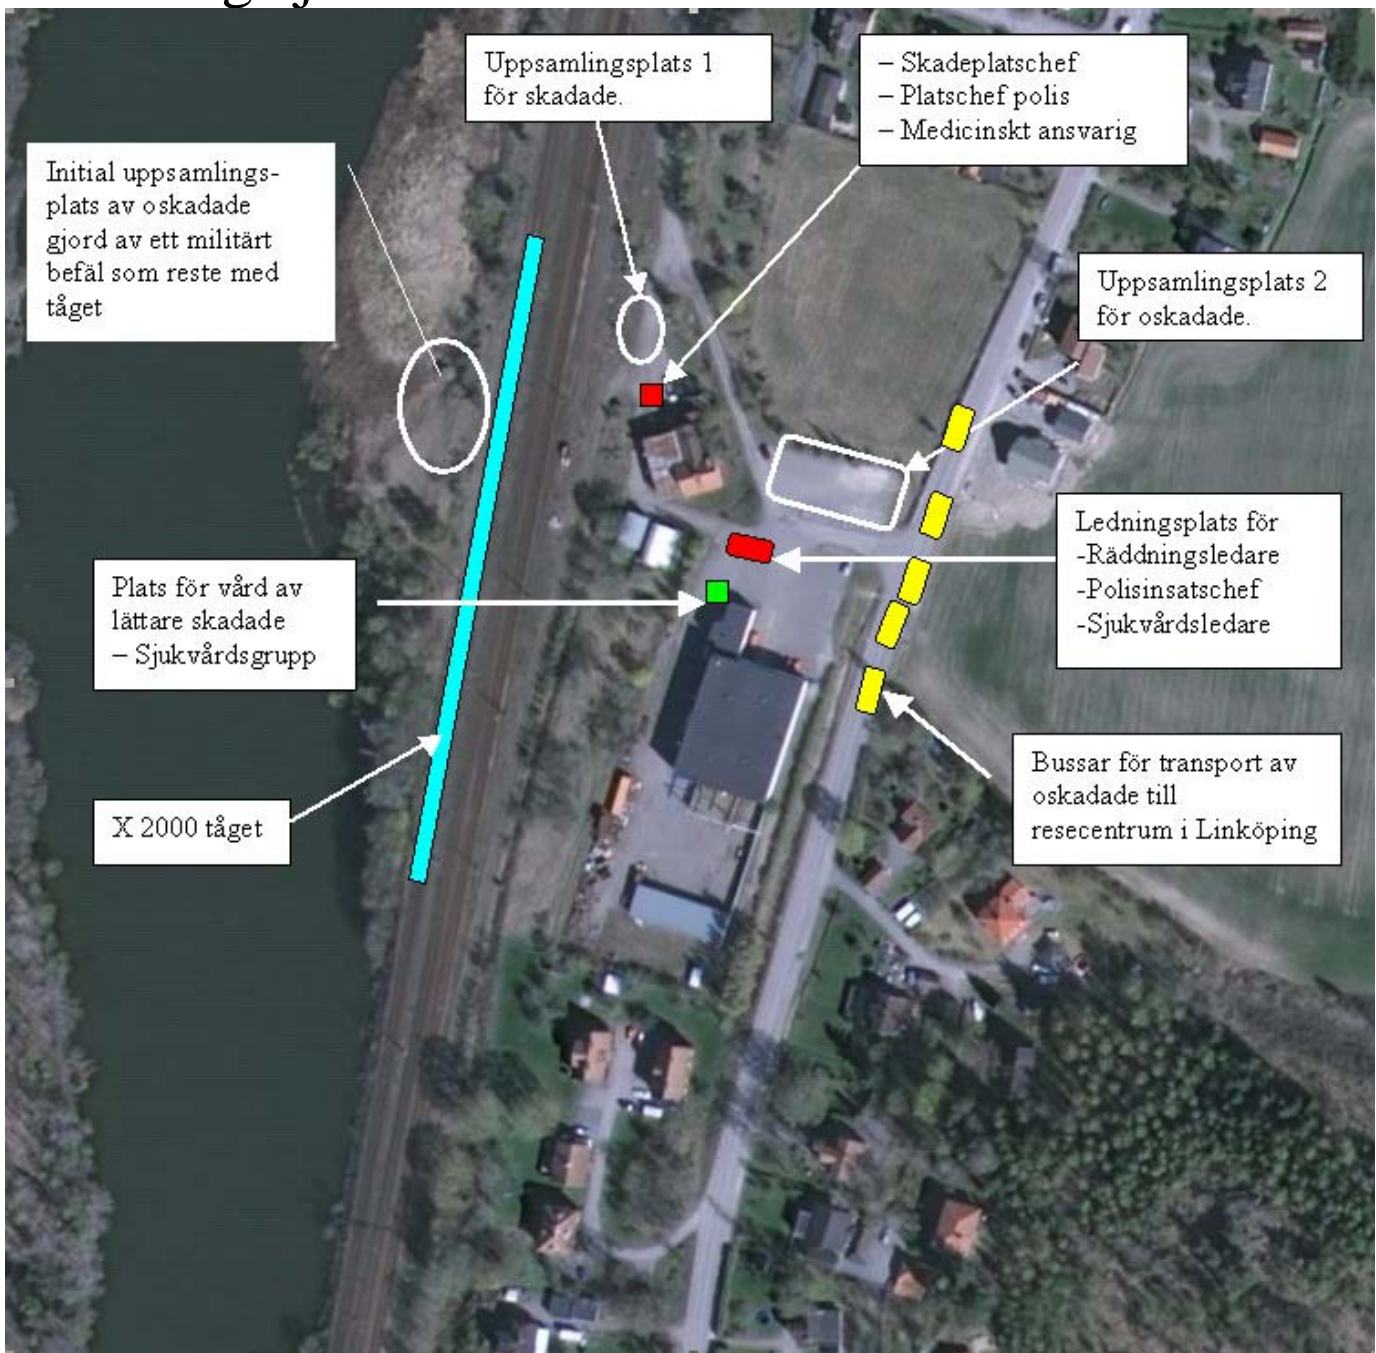 Uppsamlingsplats 1
för skadade.
– Skadeplatschef
– Platschef polis
– Medicinskt ansvarig
Initial uppsamlings-
plats av oskadade
gjord av ett militärt
befäl som reste med
tåget
Uppsamlingsplats 2
för oskadade.
Ledningsplats för
-Räddningsledare
-Polisinsatschef
-Sjukvårdsledare
Plats för vård av
lättare skadade
– Sjukvårdsgrupp
Bussar för transport av
oskadade till
resecentrum i Linköping
X 2000 tåget